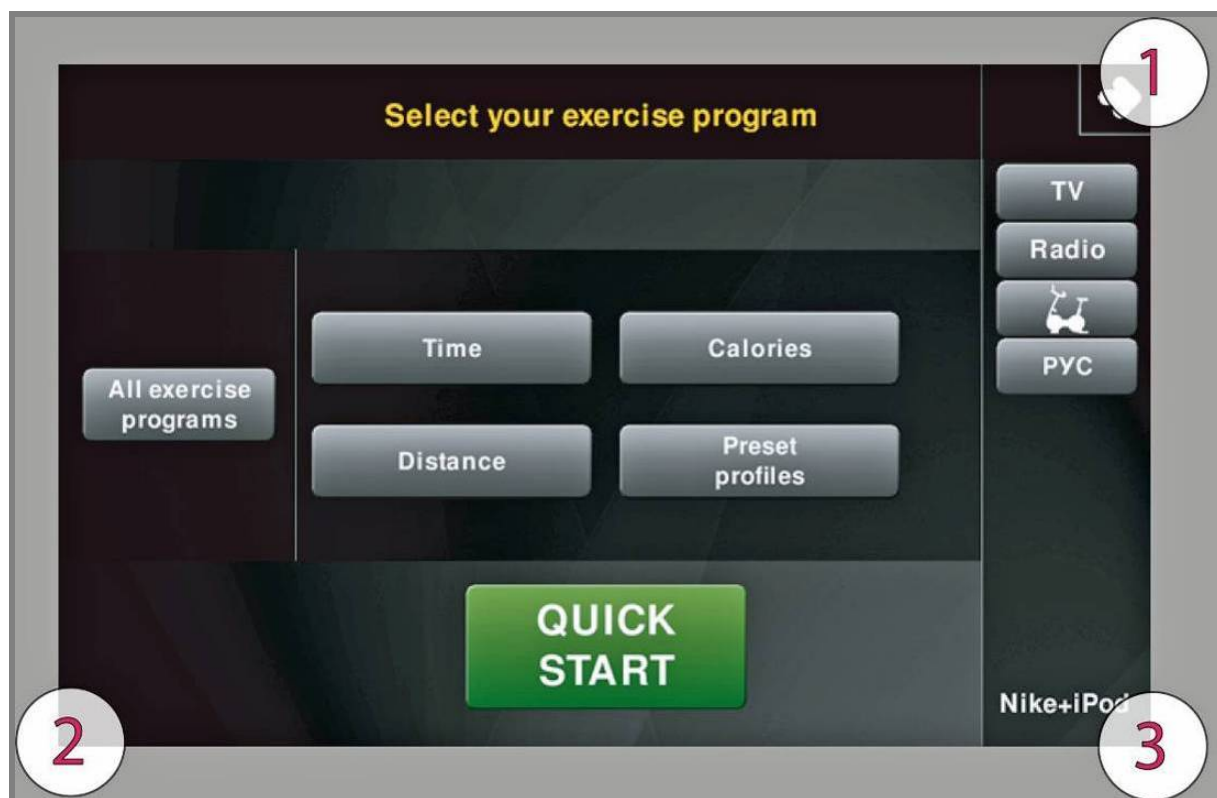 1
Select your exercise program
TV
Radio
РУС
Time
Calories
All exercise
programs
Distance
Preset
profiles
QUICK
START
Nike+iPod
2
3